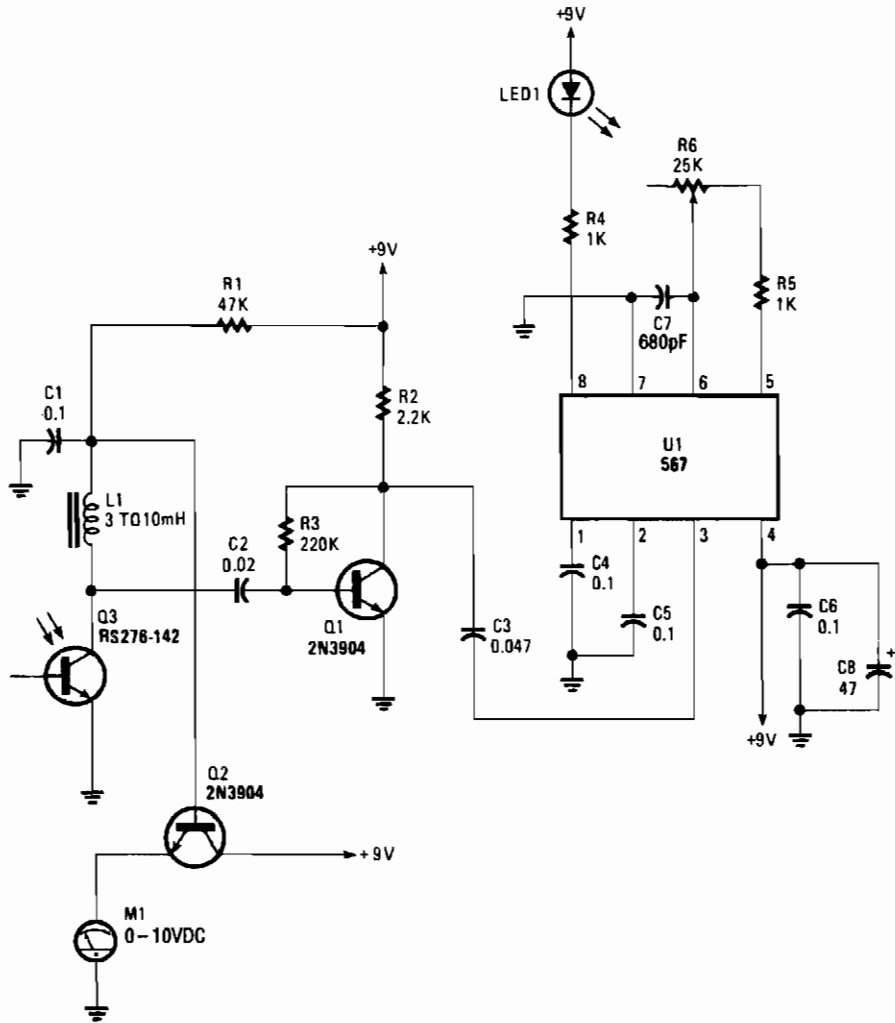 +9V
LED1
R6
25K
R4
1K
+9V
R1
47K
R5
1K
C7
680pF
C1
0.1
R2
2.2K
8 7 6 5
U1
567
L1
3 TO10mH
R3
220K
C2
0.02
1 2 3 4
C4
0.1
Q3
RS276-142
Q1
2N3904
C3
0.047
C5
0.1
C6
0.1
+
C8
47
+9V
Q2
2N3904
+9V
M1
0-10VDC